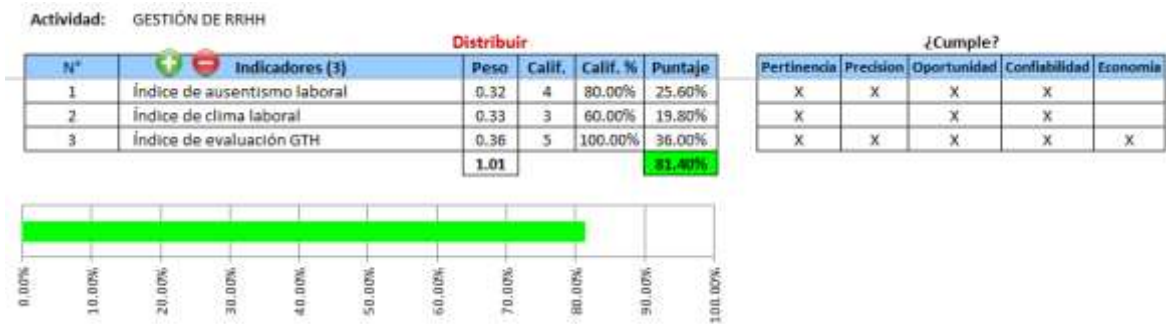 Actividad: GESTIÓN DE RRHH
Distribuir ¿Cumple?
N° Indicadores (3) Peso Calif. Calif. % Puntaje Pertinencia Precision Oportunidad Confiabilidad Economia
1 Índice de ausentismo laboral 0.32 4 80.00% 25.60% X X X X
2 Índice de clima laboral 0.33 3 60.00% 19.80% X X X
3 Índice de evaluación GTH 0.36 5 100.00% 36.00% X X X X X
1.01 81.40%
0.00% 10.00% 20.00% 30.00% 40.00% 50.00% 60.00% 70.00% 80.00% 90.00% 100.00%